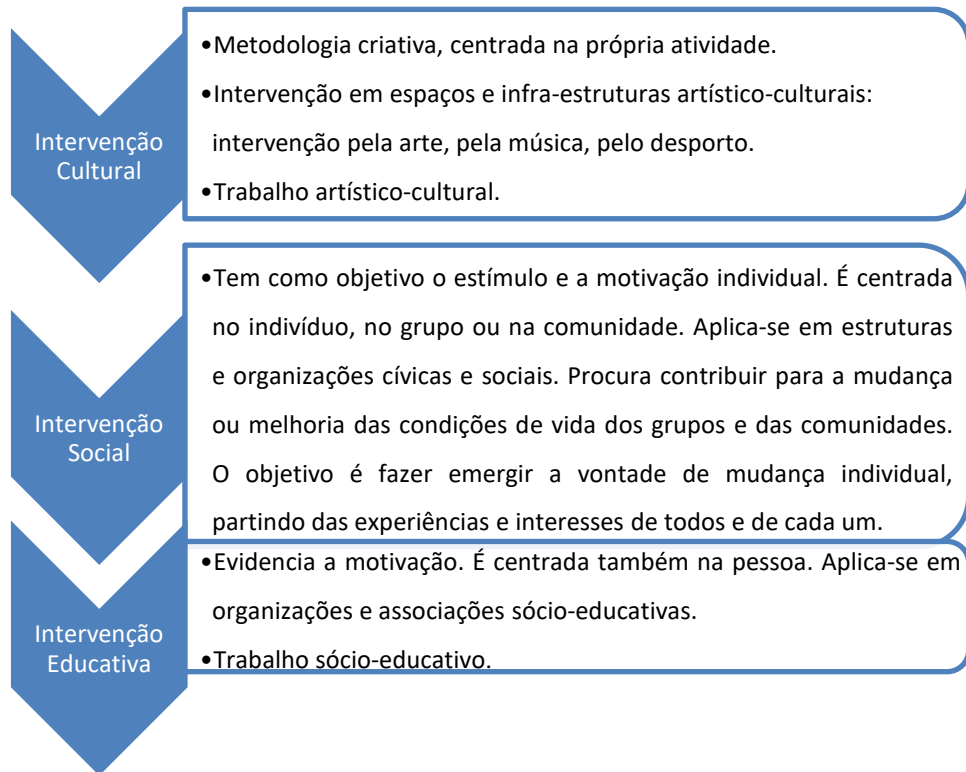 Intervenção
Cultural
•Metodologia criativa, centrada na própria atividade.
•Intervenção em espaços e infra-estruturas artístico-culturais:
intervenção pela arte, pela música, pelo desporto.
•Trabalho artístico-cultural.
Intervenção
Social
•Tem como objetivo o estímulo e a motivação individual. É centrada
no indivíduo, no grupo ou na comunidade. Aplica-se em estruturas
e organizações cívicas e sociais. Procura contribuir para a mudança
ou melhoria das condições de vida dos grupos e das comunidades.
O objetivo é fazer emergir a vontade de mudança individual,
partindo das experiências e interesses de todos e de cada um.
Intervenção
Educativa
•Evidencia a motivação. É centrada também na pessoa. Aplica-se em
organizações e associações sócio-educativas.
•Trabalho sócio-educativo.